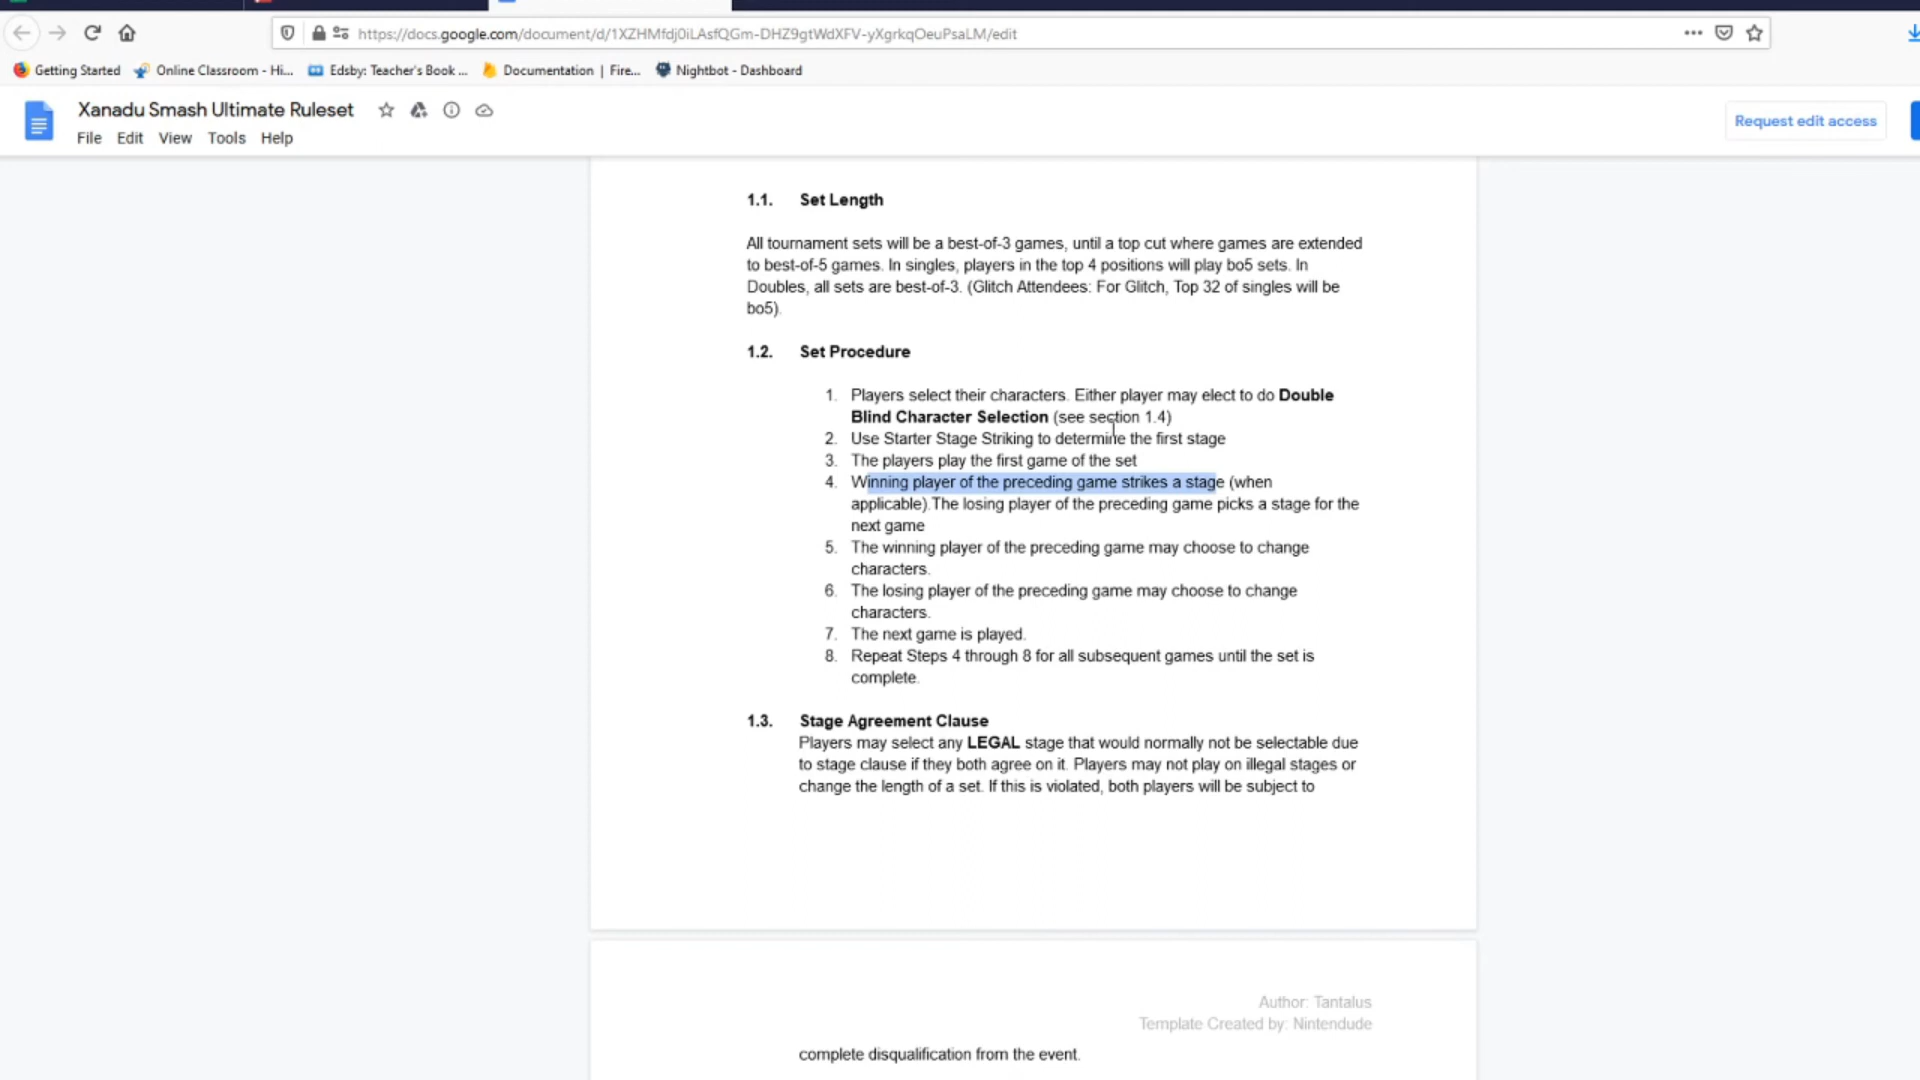 https://docs.google.com/document/d/1XZHMfdj0iLAsfQGm-DHZ9gtWdXFV-yXgrkqOeuPsaLM/edit
Getting Started Online Classroom - Hi... Edsby: Teacher's Book ... Documentation | Fire... Nightbot - Dashboard
Xanadu Smash Ultimate Ruleset
Request edit access
File Edit View Tools Help
1.1. Set Length
All tournament sets will be a best-of-3 games, until a top cut where games are extended
to best-of-5 games. In singles, players in the top 4 positions will play bo5 sets. In
Doubles, all sets are best-of-3. (Glitch Attendees: For Glitch, Top 32 of singles will be
bo5).
1.2. Set Procedure
1. Players select their characters. Either player may elect to do Double
Blind Character Selection (see section 1.4)
2. Use Starter Stage Striking to determine the first stage
3. The players play the first game of the set
4. Winning player of the preceding game strikes a stage (when
applicable).The losing player of the preceding game picks a stage for the
next game
5. The winning player of the preceding game may choose to change
characters.
6. The losing player of the preceding game may choose to change
characters.
7. The next game is played.
8. Repeat Steps 4 through 8 for all subsequent games until the set is
complete.
1.3. Stage Agreement Clause
Players may select any LEGAL stage that would normally not be selectable due
to stage clause if they both agree on it. Players may not play on illegal stages or
change the length of a set. If this is violated, both players will be subject to
Author: Tantalus
Template Created by: Nintendude
complete disqualification from the event.